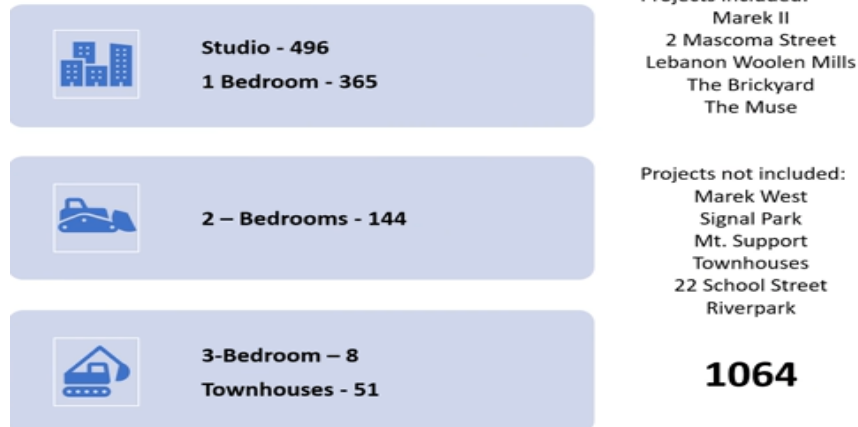 Studio - 496
1 Bedroom - 365
2 – Bedrooms - 144
3-Bedroom – 8
Townhouses - 51
Projects included:
Marek II
2 Mascoma Street
Lebanon Woolen Mills
The Brickyard
The Muse
Projects not included:
Marek West
Signal Park
Mt. Support
Townhouses
22 School Street
Riverpark
1064